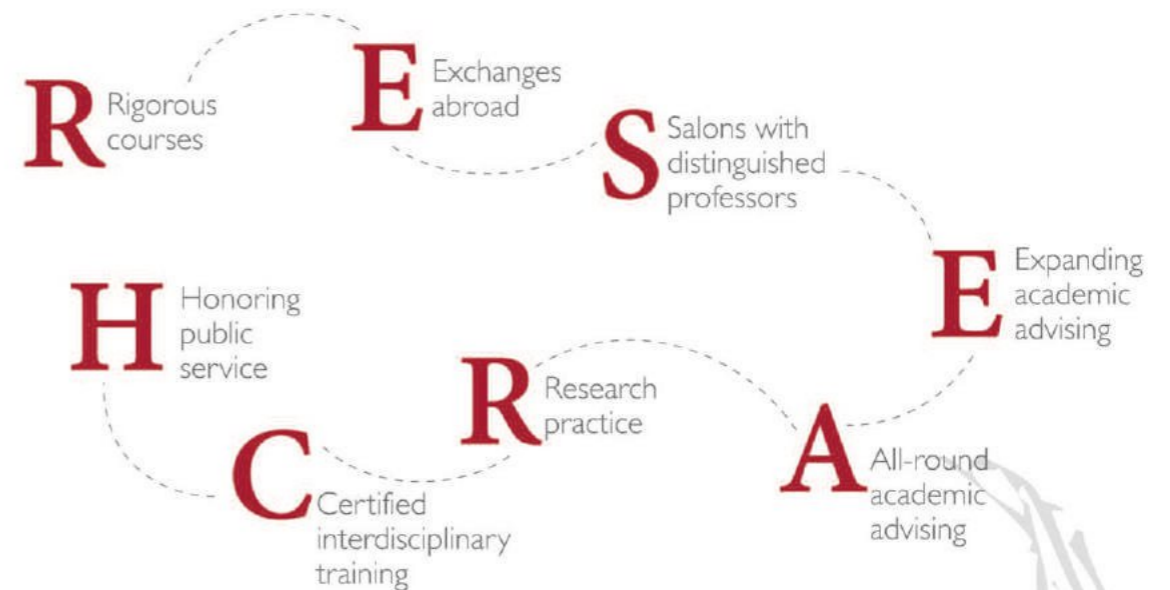 R Rigorous
courses
E Exchanges
abroad
S Salons with
distinguished
professors
E Expanding
academic
advising
A All-round
academic
advising
R Research
practice
C Certified
interdisciplinary
training
H Honoring
public
service